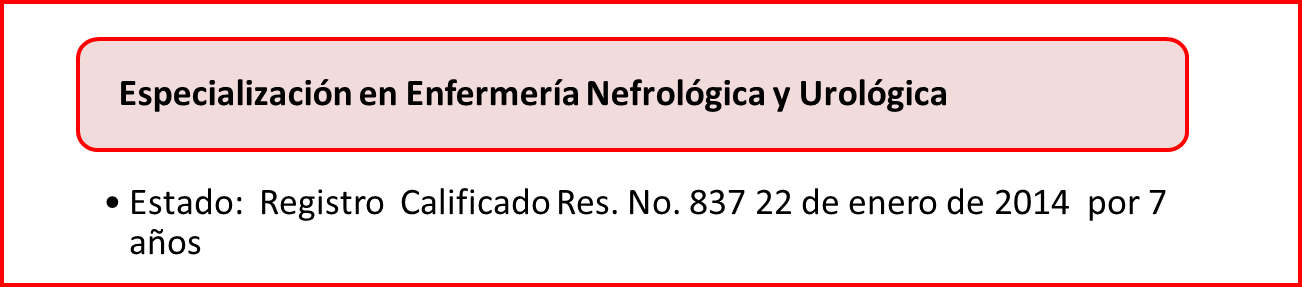 Especialización en Enfermería Nefrológica y Urológica
• Estado: Registro Calificado Res. No. 837 22 de enero de 2014 por 7
años